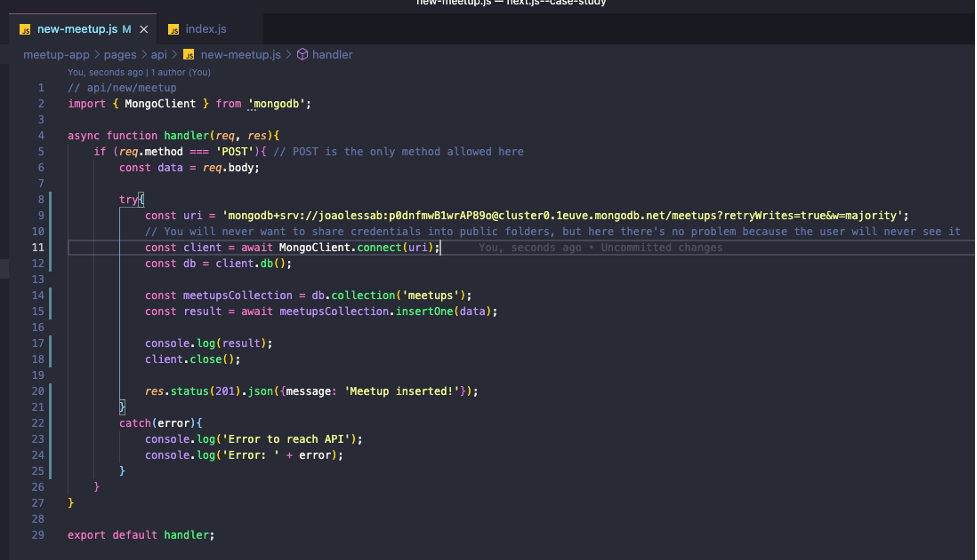 new-meetup.js — next.js--case-study
JS new-meetup.js M × JS index.js
meetup-app > pages > api > JS new-meetup.js > handler
You, seconds ago | 1 author (You)
1 // api/new/meetup
2 import { MongoClient } from 'mongodb';
3
4 async function handler(req, res){
5 if (req.method === 'POST'){ // POST is the only method allowed here
6 const data = req.body;
7
8 try{
9 const uri = 'mongodb+srv://joaolessab:p0dnfmwB1wrAP89o@cluster0.1euve.mongodb.net/meetups?retryWrites=true&w=majority';
10 // You will never want to share credentials into public folders, but here there's no problem because the user will never see it
11 const client = await MongoClient.connect(uri); You, seconds ago • Uncommitted changes
12 const db = client.db();
13
14 const meetupsCollection = db.collection('meetups');
15 const result = await meetupsCollection.insertOne(data);
16
17 console.log(result);
18 client.close();
19
20 res.status(201).json({message: 'Meetup inserted!'});
21 }
22 catch(error){
23 console.log('Error to reach API');
24 console.log('Error: ' + error);
25 }
26 }
27 }
28
29 export default handler;